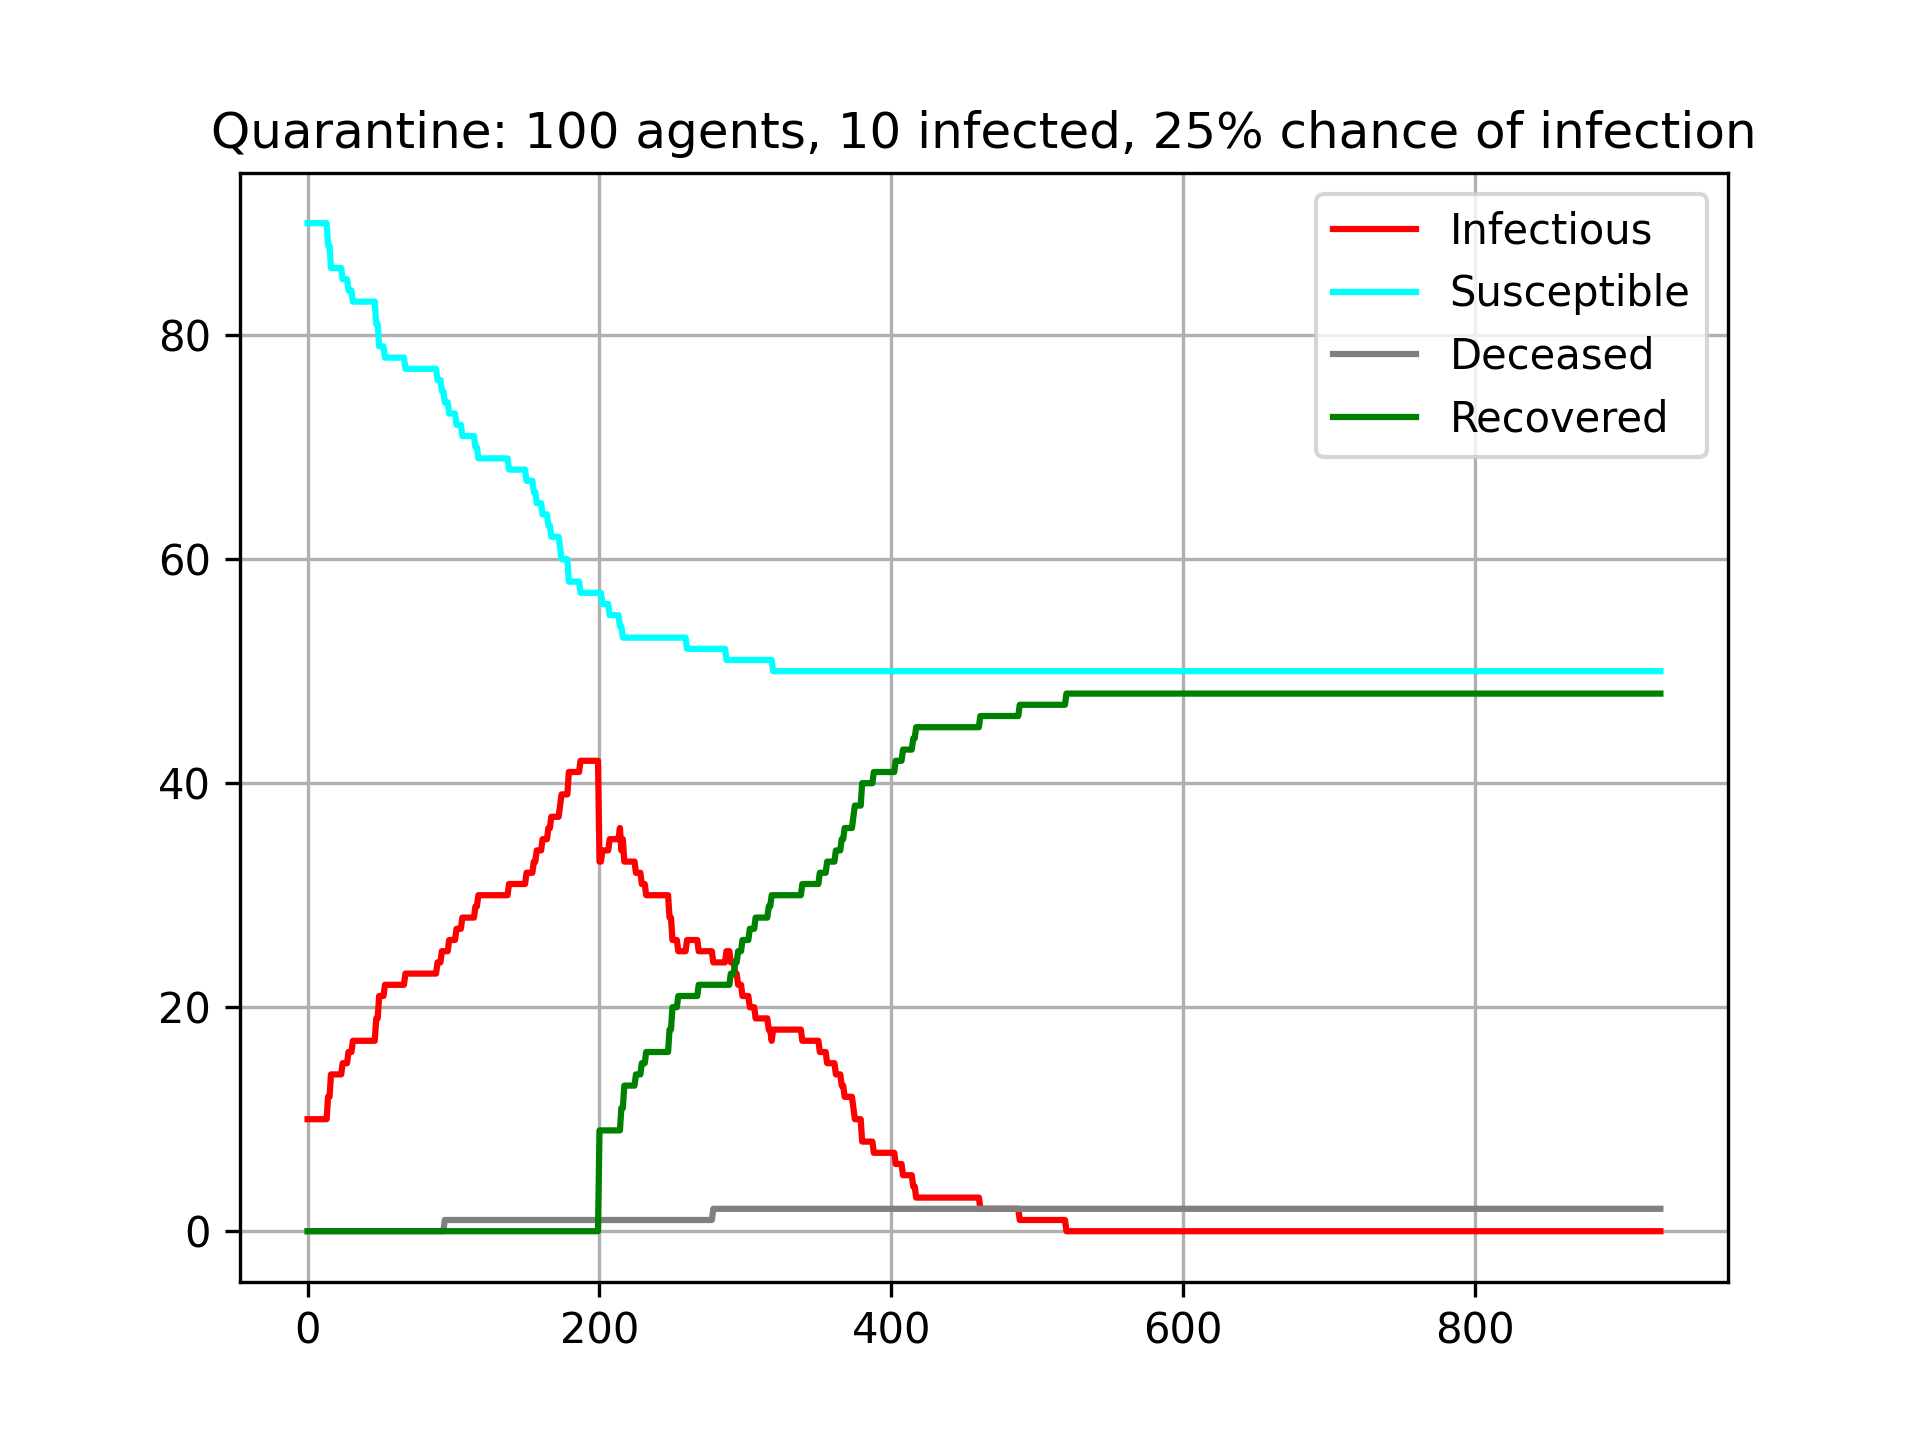 Quarantine: 100 agents, 10 infected, 25% chance of infection
Infectious
Susceptible
Deceased
Recovered
80
60
40
20
0
0 200 400 600 800